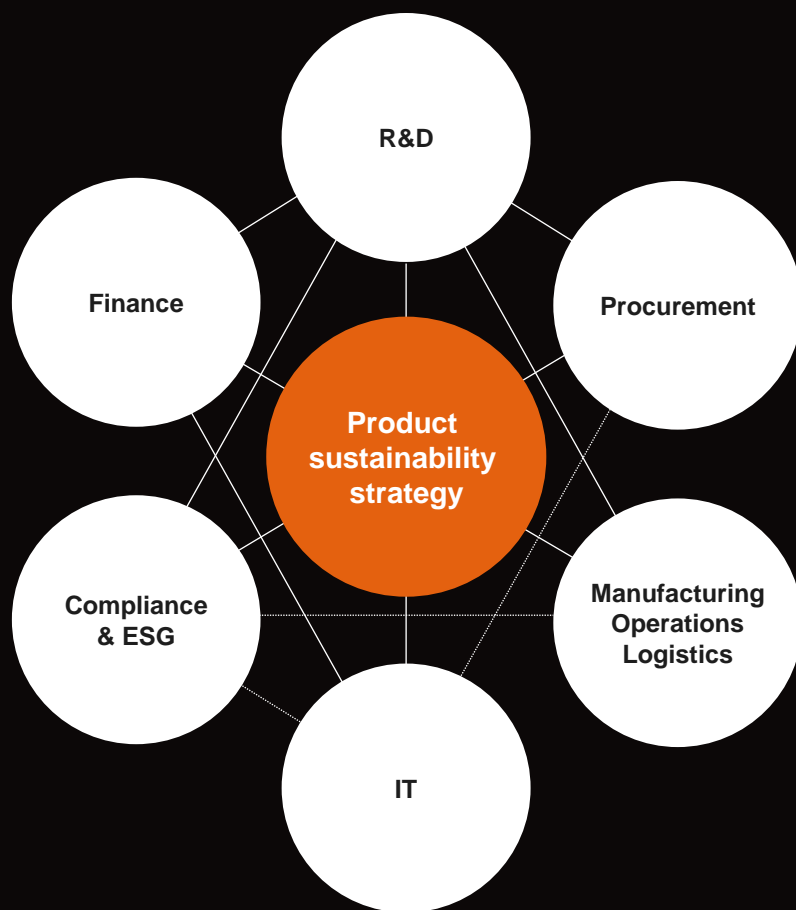 R&D
Finance
Procurement
Product
sustainability
strategy
Compliance
& ESG
Manufacturing
Operations
Logistics
IT